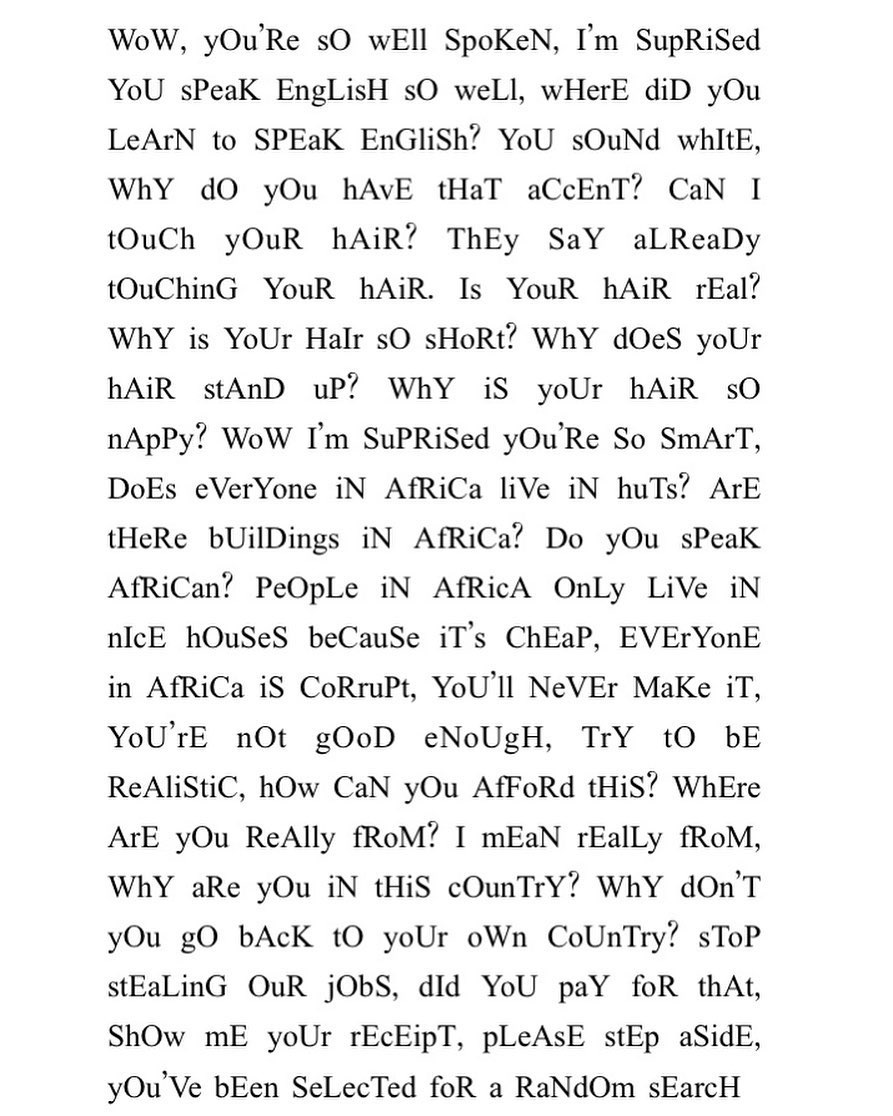 WoW, yOu’Re sO wEll SpoKeN, I’m SupRiSed
YoU sPeaK EngLisH sO weLl, wHerE diD yOu
LeArN to SPEaK EnGliSh? YoU sOuNd whItE,
WhY dO yOu hAvE tHaT aCcEnT? CaN I
tOuCh yOuR hAiR? ThEy SaY aLReaDy
tOuChinG YouR hAiR. Is YouR hAiR rEal?
WhY is YoUr HaIr sO sHoRt? WhY dOeS yoUr
hAiR stAnD uP? WhY iS yoUr hAiR sO
nApPy? WoW I’m SuPRiSed yOu’Re So SmArT,
DoEs eVerYone iN AfRiCa liVe iN huTs? ArE
tHeRe bUilDings iN AfRiCa? Do yOu sPeaK
AfRiCan? PeOpLe iN AfRicA OnLy LiVe iN
nIcE hOuSeS beCauSe iT’s ChEaP, EVErYonE
in AfRiCa iS CoRruPt, YoU’ll NeVEr MaKe iT,
YoU’rE nOt gOoD eNoUgH, TrY tO bE
ReAliStiC, hOw CaN yOu AfFoRd tHiS? WhEre
ArE yOu ReAlly fRoM? I mEaN rEalLy fRoM,
WhY aRe yOu iN tHiS cOunTrY? WhY dOn’T
yOu gO bAcK tO yoUr oWn CoUnTry? sToP
stEaLinG OuR jObS, dId YoU paY foR thAt,
ShOw mE yoUr rEcEipT, pLeAsE stEp aSidE,
yOu’Ve bEen SeLecTed foR a RaNdOm sEarcH